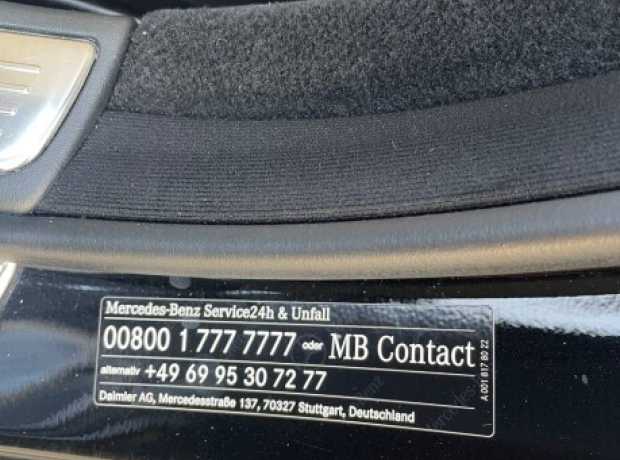 Mercedes-Benz Service24h & Unfall
00800 1 777 7777 oder MB Contact
alternativ +49 69 95 30 72 77
Daimler AG, Mercedesstraße 137, 70327 Stuttgart, Deutschland
A 001 817 80 22